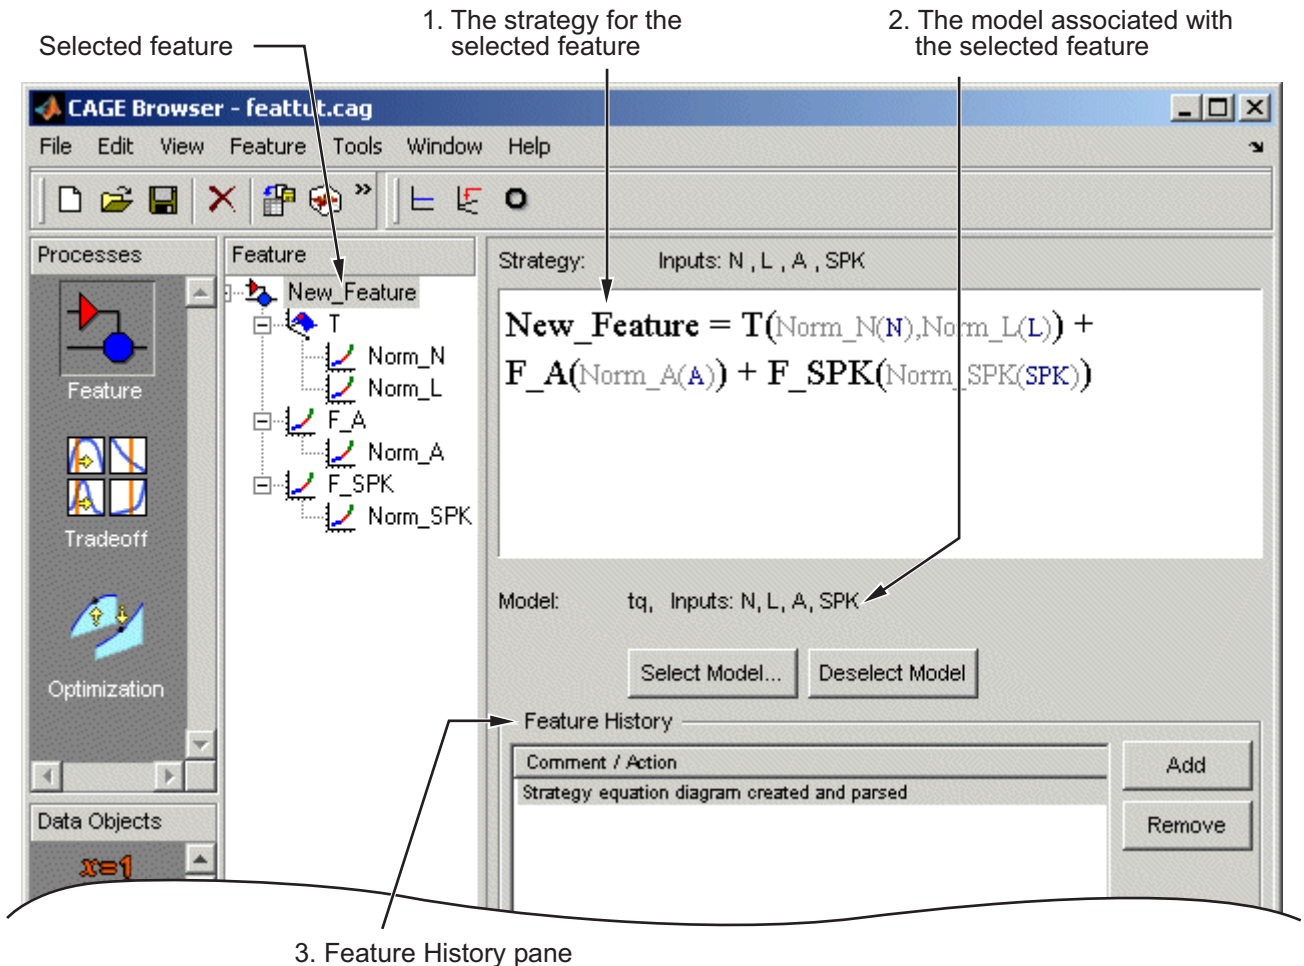 1. The strategy for the
selected feature
2. The model associated with
the selected feature
Selected feature
CAGE Browser - feattut.cag
File Edit View Feature Tools Window Help
Processes
Feature
Tradeoff
Optimization
Data Objects
x=1
Feature
New_Feature
T
Norm_N
Norm_L
F_A
Norm_A
F_SPK
Norm_SPK
Strategy: Inputs: N , L , A , SPK
New_Feature = T(Norm_N(N),Norm_L(L)) +
F_A(Norm_A(A)) + F_SPK(Norm_SPK(SPK))
Model: tq, Inputs: N, L, A, SPK
Select Model... Deselect Model
Feature History
Comment / Action
Strategy equation diagram created and parsed
Add
Remove
3. Feature History pane